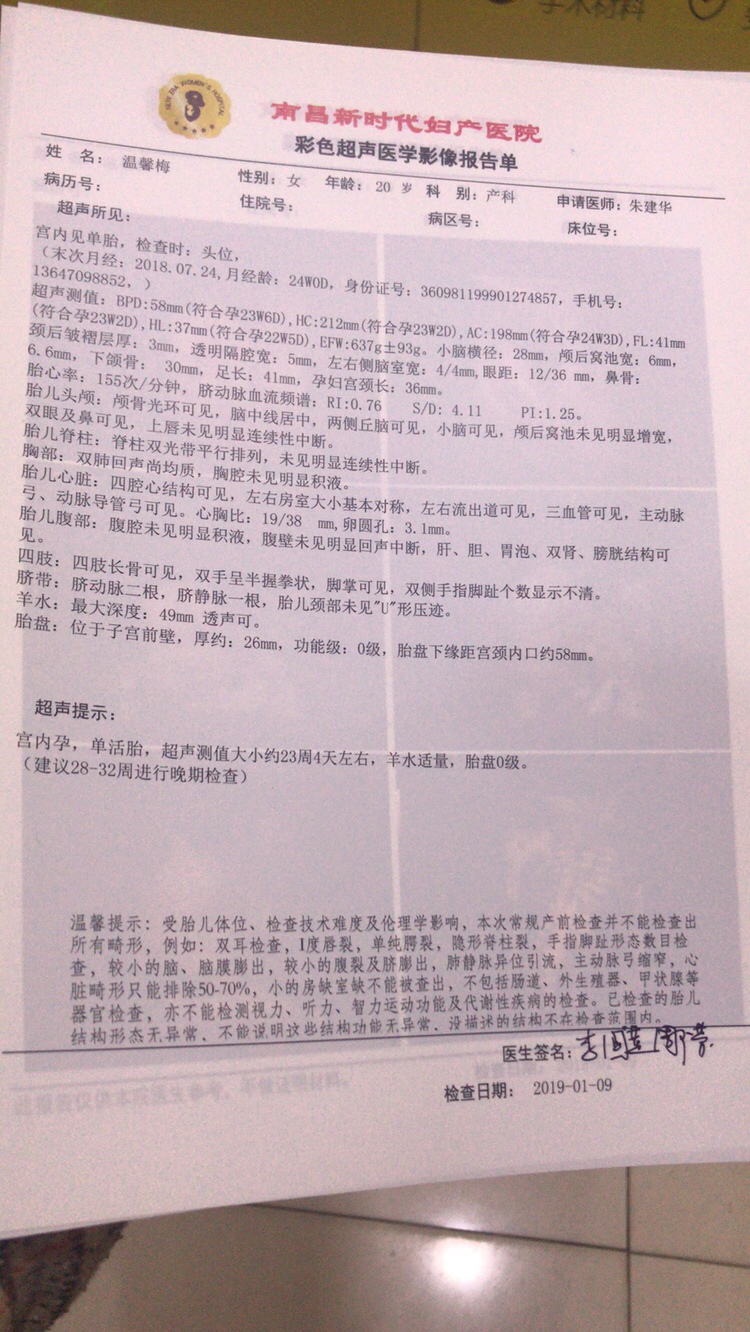 学术材料
NEW ERA WOMEN'S HOSPITAL
南昌新时代妇产医院
彩色超声医学影像报告单
姓 名: 温馨梅 性别: 女 年龄: 20 岁 科 别: 产科 申请医师: 朱建华
病历号: 住院号: 病区号: 床位号:
超声所见:
宫内见单胎, 检查时: 头位,
(末次月经: 2018.07.24, 月经龄: 24W0D, 身份证号: 360981199901274857, 手机号:
13647098852, )
超声测值: BPD:58mm(符合孕23W6D), HC:212mm(符合孕23W2D), AC:198mm(符合孕24W3D), FL:41mm
(符合孕23W2D), HL:37mm(符合孕22W5D), EFW:637g±93g。小脑横径: 28mm, 颅后窝池宽: 6mm,
颈后皱褶层厚: 3mm, 透明隔腔宽: 5mm, 左右侧脑室宽: 4/4mm, 眼距: 12/36 mm, 鼻骨:
6.6mm, 下颌骨: 30mm, 足长: 41mm, 孕妇宫颈长: 36mm。
胎心率: 155次/分钟, 脐动脉血流频谱: RI:0.76 S/D: 4.11 PI:1.25。
胎儿头颅: 颅骨光环可见, 脑中线居中, 两侧丘脑可见, 小脑可见, 颅后窝池未见明显增宽,
双眼及鼻可见, 上唇未见明显连续性中断。
胎儿脊柱: 脊柱双光带平行排列, 未见明显连续性中断。
胸部: 双肺回声尚均质, 胸腔未见明显积液。
胎儿心脏: 四腔心结构可见, 左右房室大小基本对称, 左右流出道可见, 三血管可见, 主动脉
弓、动脉导管弓可见。心胸比: 19/38 mm, 卵圆孔: 3.1mm。
胎儿腹部: 腹腔未见明显积液, 腹壁未见明显回声中断, 肝、胆、胃泡、双肾、膀胱结构可
见。
四肢: 四肢长骨可见, 双手呈半握拳状, 脚掌可见, 双侧手指脚趾个数显示不清。
脐带: 脐动脉二根, 脐静脉一根, 胎儿颈部未见"U"形压迹。
羊水: 最大深度: 49mm 透声可。
胎盘: 位于子宫前壁, 厚约: 26mm, 功能级: 0级, 胎盘下缘距宫颈内口约58mm。
超声提示:
宫内孕, 单活胎, 超声测值大小约23周4天左右, 羊水适量, 胎盘0级。
(建议28-32周进行晚期检查)
温馨提示: 受胎儿体位、检查技术难度及伦理学影响, 本次常规产前检查并不能检查出
所有畸形, 例如: 双耳检查, I度唇裂, 单纯腭裂, 隐形脊柱裂, 手指脚趾形态数目检
查, 较小的脑、脑膜膨出, 较小的腹裂及脐膨出, 肺静脉异位引流, 主动脉弓缩窄, 心
脏畸形只能排除50-70%, 小的房缺室缺不能被查出, 不包括肠道、外生殖器、甲状腺等
器官检查, 亦不能检测视力、听力、智力运动功能及代谢性疾病的检查。已检查的胎儿
结构形态无异常, 不能说明这些结构功能无异常, 没描述的结构不在检查范围内。
医生签名:
此报告仅供本院医生参考, 不做证明材料。
检查日期: 2019-01-09